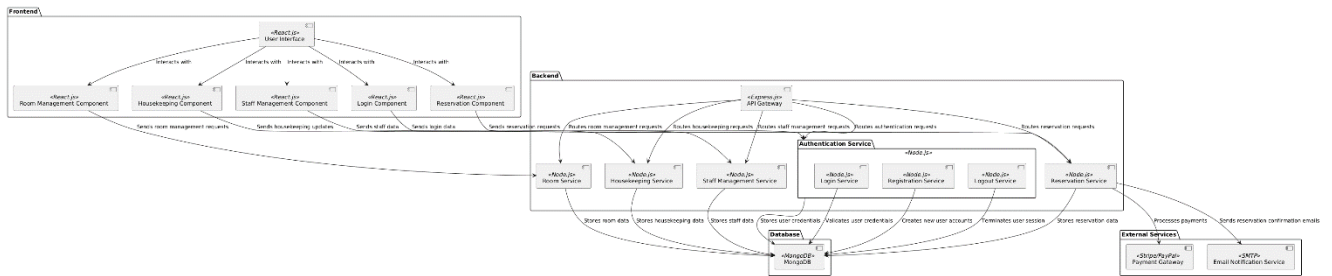 Frontend
«React.js»
User Interface
Interacts with
Interacts with
Interacts with
Interacts with
Interacts with
«React.js»
Room Management Component
«React.js»
Housekeeping Component
«React.js»
Staff Management Component
«React.js»
Login Component
«React.js»
Reservation Component
Backend
«Express.js»
API Gateway
Sends room management requests
Sends housekeeping updates
Sends staff data
Sends login data
Sends reservation requests
Routes room management requests
Routes housekeeping requests
Routes staff management requests
Routes authentication requests
Routes reservation requests
Authentication Service
«Node.js»
«Node.js»
Room Service
«Node.js»
Housekeeping Service
«Node.js»
Staff Management Service
«Node.js»
Login Service
«Node.js»
Registration Service
«Node.js»
Logout Service
«Node.js»
Reservation Service
Stores room data
Stores housekeeping data
Stores staff data
Stores user credentials
Validates user credentials
Creates new user accounts
Terminates user session
Stores reservation data
Processes payments
Sends reservation confirmation emails
Database
«MongoDB»
MongoDB
External Services
«Stripe/PayPal»
Payment Gateway
«SMTP»
Email Notification Service